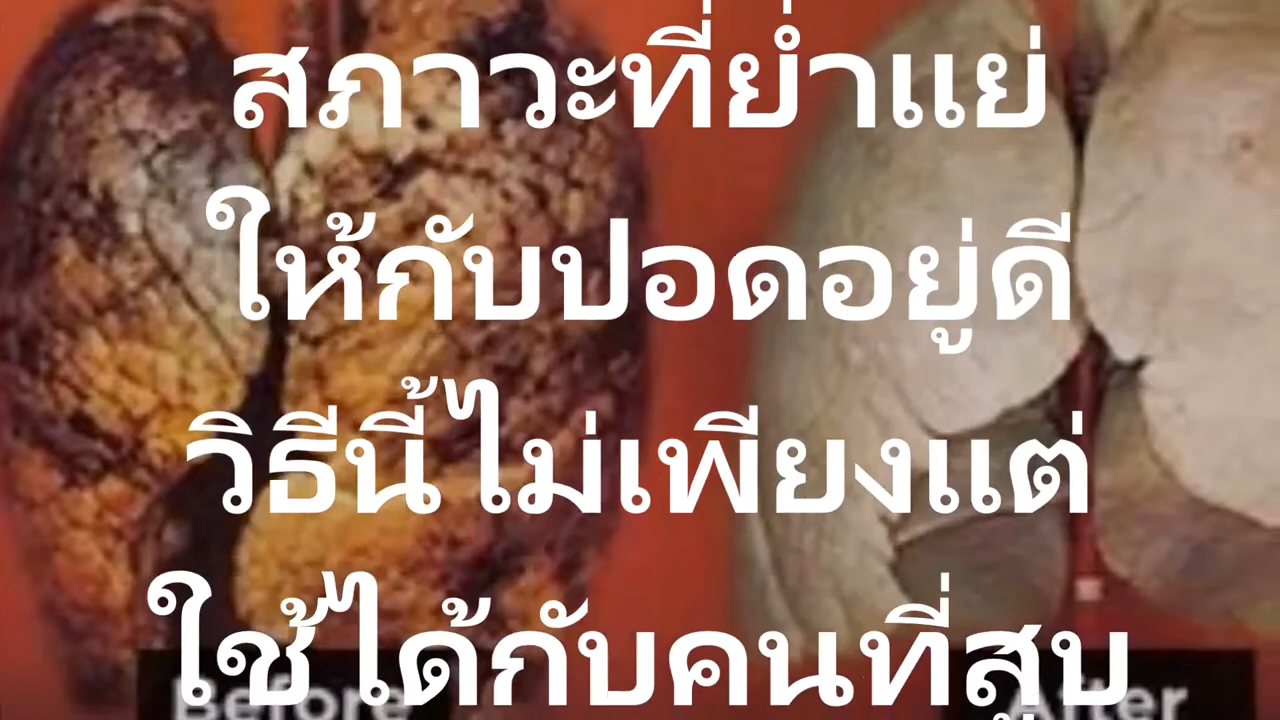 สภาวะที่ย่ำแย่
ให้กับปอดอยู่ดี
วิธีนี้ไม่เพียงแต่
ใช้ได้กับคนที่สูบ
Before After